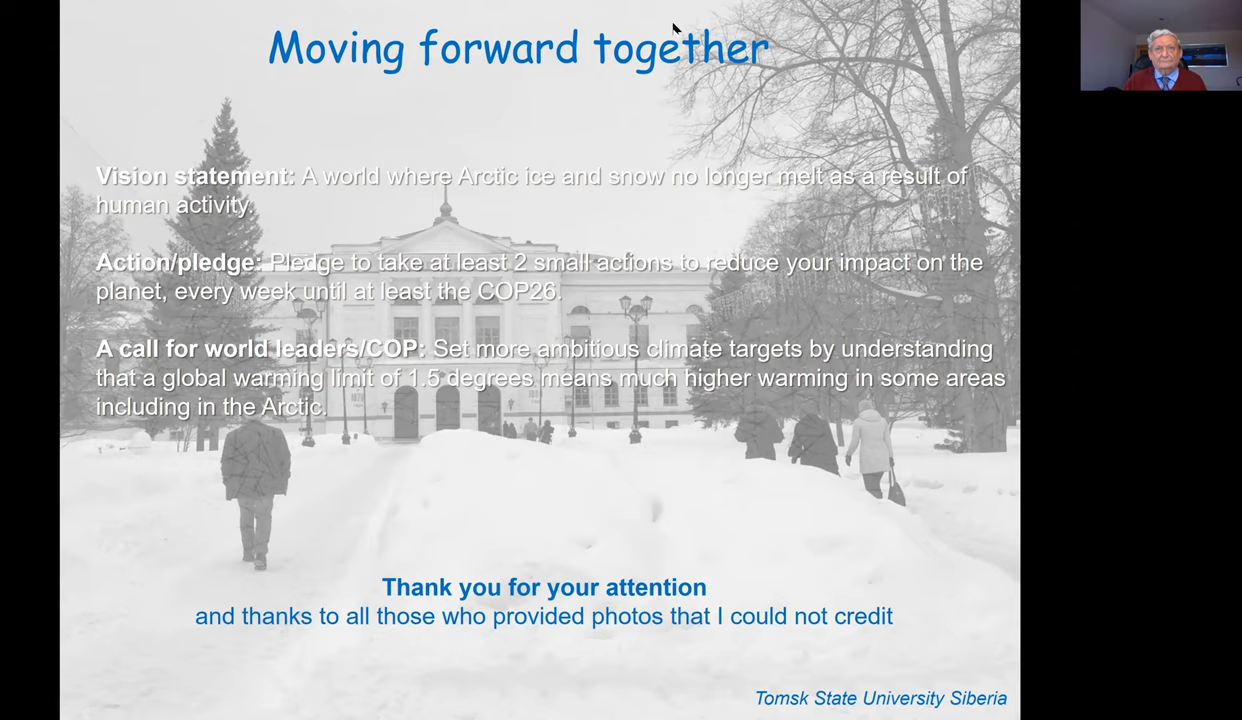 Moving forward together
Vision statement: A world where Arctic ice and snow no longer melt as a result of
human activity.
Action/pledge: Pledge to take at least 2 small actions to reduce your impact on the
planet, every week until at least the COP26.
A call for world leaders/COP: Set more ambitious climate targets by understanding
that a global warming limit of 1.5 degrees means much higher warming in some areas
including in the Arctic.
Thank you for your attention
and thanks to all those who provided photos that I could not credit
Tomsk State University Siberia